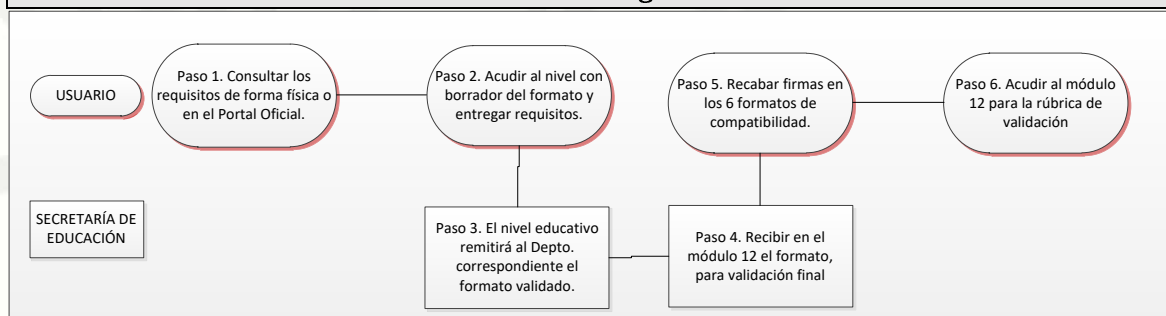 USUARIO
Paso 1. Consultar los
requisitos de forma física o
en el Portal Oficial.
Paso 2. Acudir al nivel con
borrador del formato y
entregar requisitos.
Paso 5. Recabar firmas en
los 6 formatos de
compatibilidad.
Paso 6. Acudir al módulo
12 para la rúbrica de
validación
SECRETARÍA DE
EDUCACIÓN
Paso 3. El nivel educativo
remitirá al Depto.
correspondiente el
formato validado.
Paso 4. Recibir en el
módulo 12 el formato,
para validación final